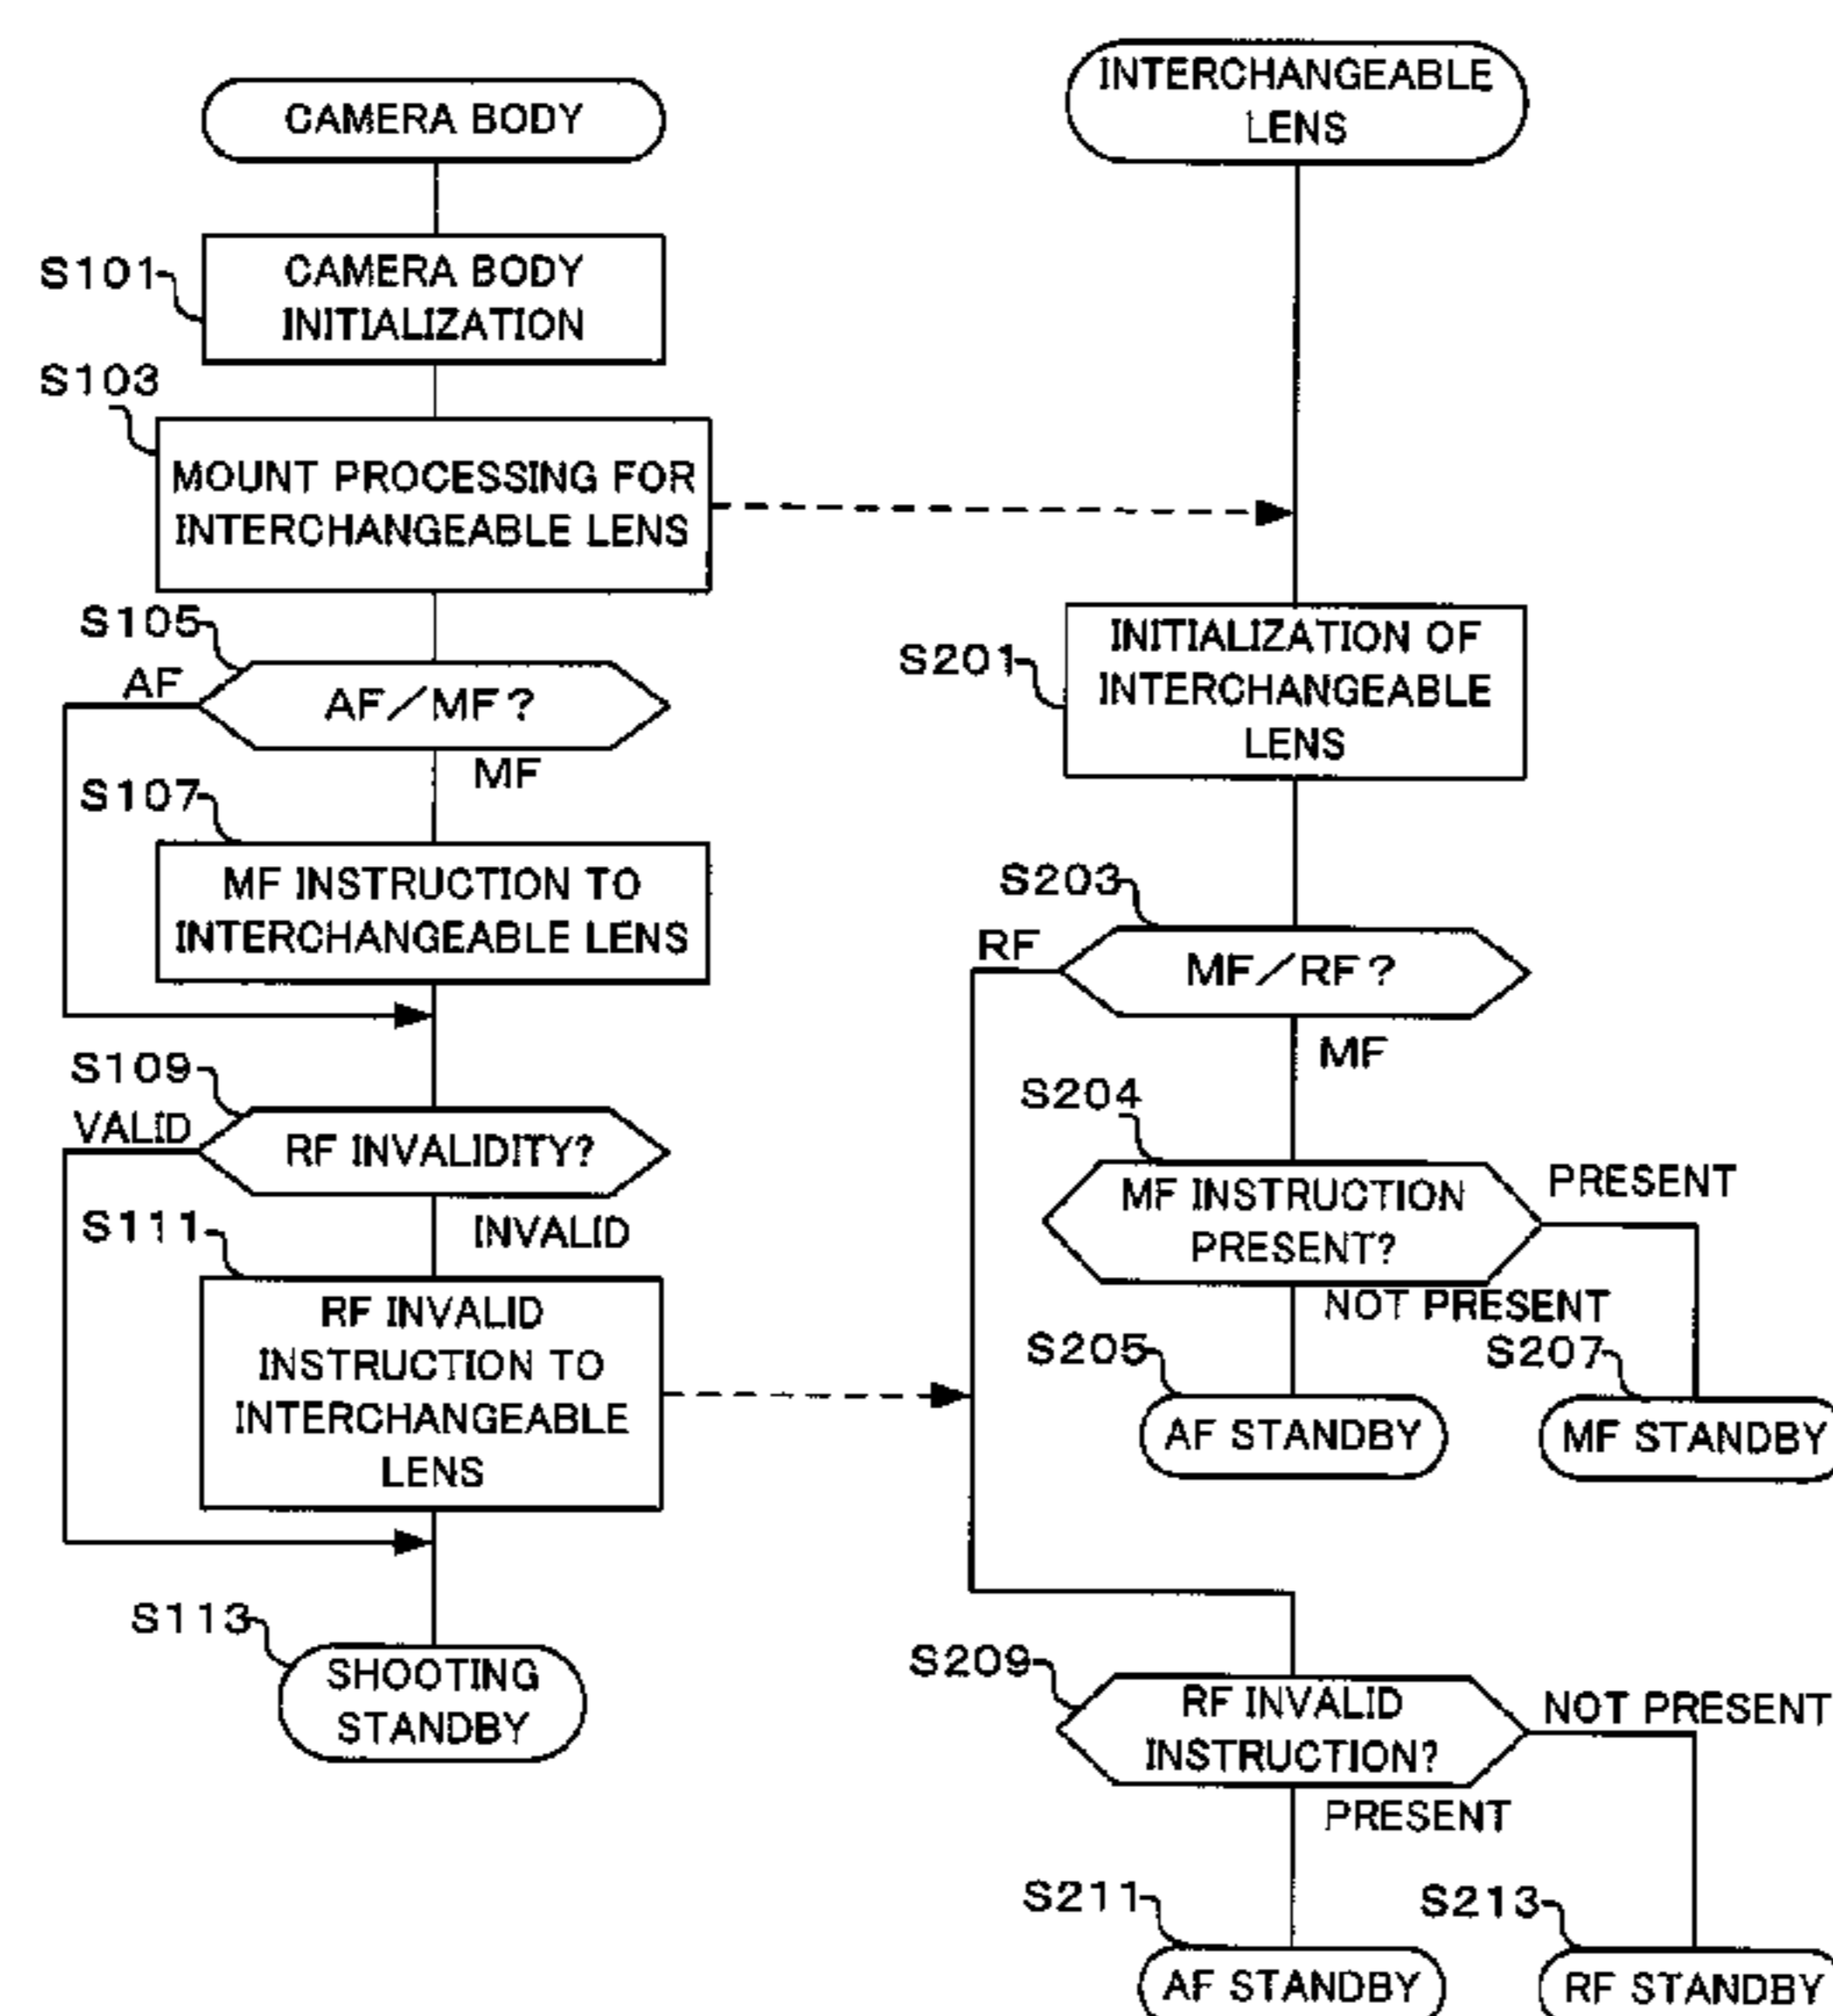 CAMERA BODY
S101
CAMERA BODY
INITIALIZATION
S103
MOUNT PROCESSING FOR
INTERCHANGEABLE LENS
S105
AF
AF/MF?
MF
S107
MF INSTRUCTION TO
INTERCHANGEABLE LENS
S109
VALID
RF INVALIDITY?
INVALID
S111
RF INVALID
INSTRUCTION TO
INTERCHANGEABLE
LENS
S113
SHOOTING
STANDBY
INTERCHANGEABLE
LENS
S201
INITIALIZATION OF
INTERCHANGEABLE
LENS
S203
RF
MF/RF?
MF
S204
MF INSTRUCTION
PRESENT?
PRESENT
NOT PRESENT
S205
AF STANDBY
S207
MF STANDBY
S209
RF INVALID
INSTRUCTION?
NOT PRESENT
PRESENT
S211
AF STANDBY
S213
RF STANDBY